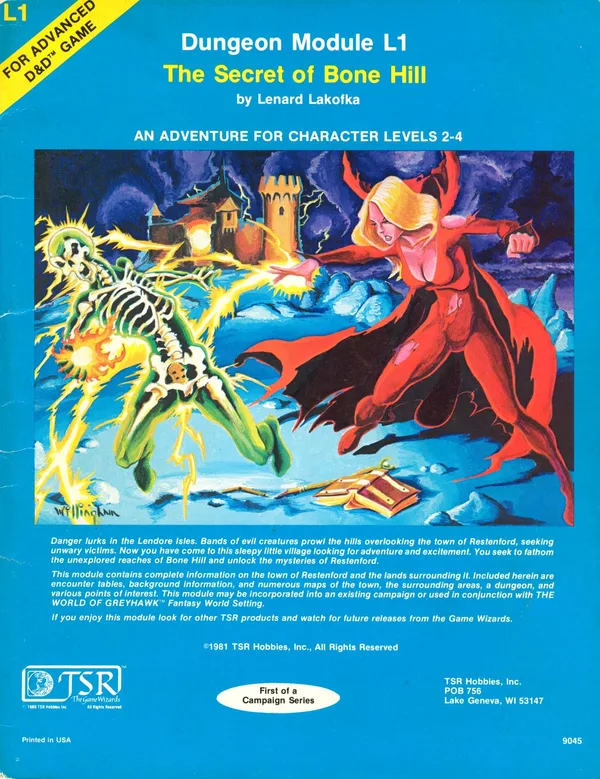 L1
FOR ADVANCED
D&D™ GAME
Dungeon Module L1
The Secret of Bone Hill
by Lenard Lakofka
AN ADVENTURE FOR CHARACTER LEVELS 2-4
Willingham
Danger lurks in the Lendore Isles. Bands of evil creatures prowl the hills overlooking the town of Restenford, seeking
unwary victims. Now you have come to this sleepy little village looking for adventure and excitement. You seek to fathom
the unexplored reaches of Bone Hill and unlock the mysteries of Restenford.
This module contains complete information on the town of Restenford and the lands surrounding it. Included herein are
encounter tables, background information, and numerous maps of the town, the surrounding areas, a dungeon, and
various points of interest. This module may be incorporated into an existing campaign or used in conjunction with THE
WORLD OF GREYHAWK™ Fantasy World Setting.
If you enjoy this module look for other TSR products and watch for future releases from the Game Wizards.
©1981 TSR Hobbies, Inc., All Rights Reserved
TSR™
The Game Wizards
TSR Hobbies Inc All Rights Reserved
First of a
Campaign Series
TSR Hobbies, Inc.
POB 756
Lake Geneva, WI 53147
Printed in USA
9045